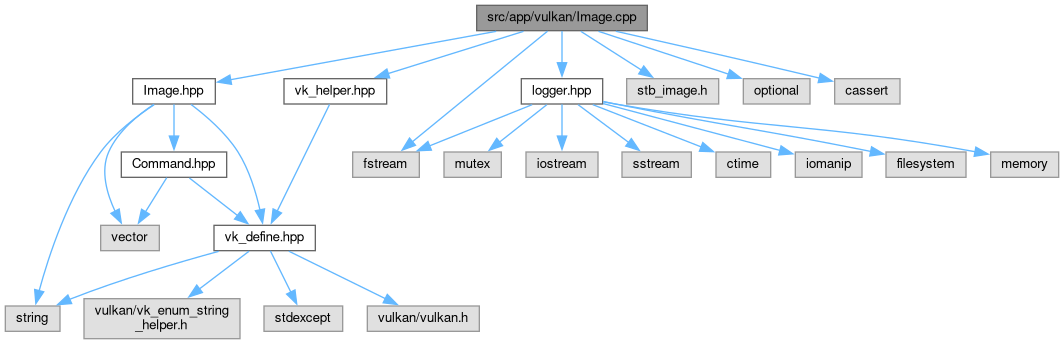 src/app/vulkan/Image.cpp
Image.hpp
vk_helper.hpp
logger.hpp
stb_image.h
optional
cassert
Command.hpp
fstream
mutex
iostream
sstream
ctime
iomanip
filesystem
memory
vector
vk_define.hpp
string
vulkan/vk_enum_string
_helper.h
stdexcept
vulkan/vulkan.h